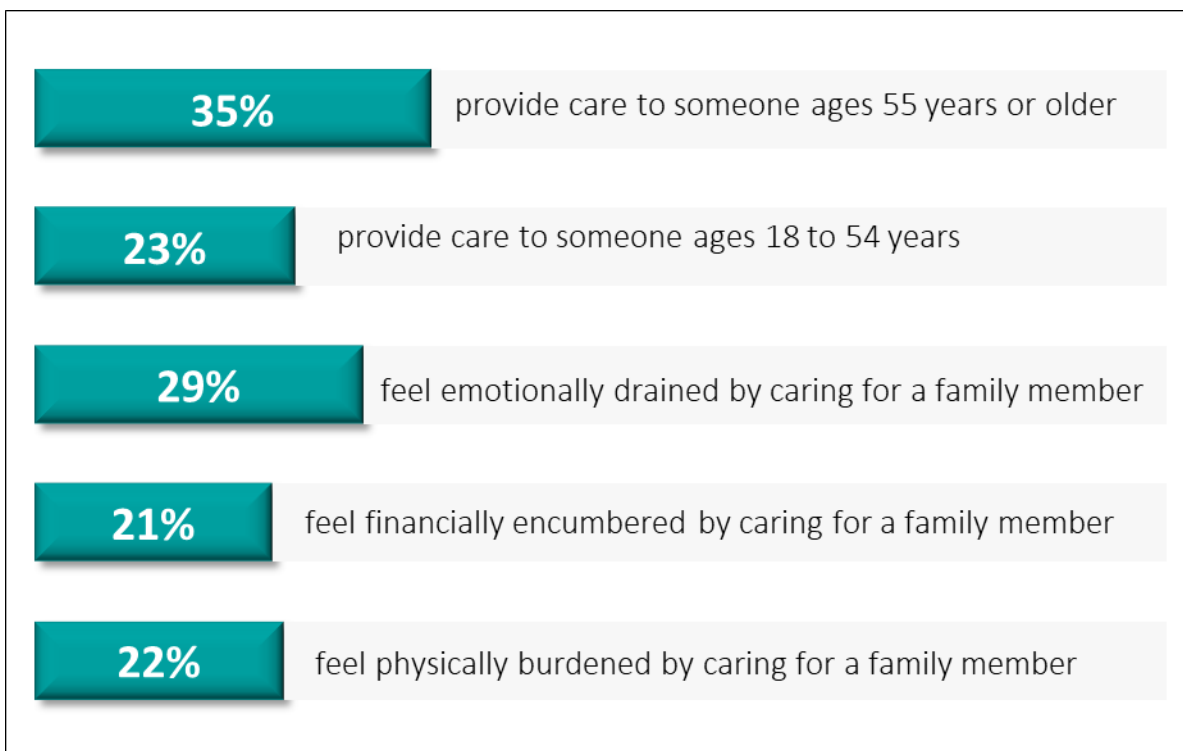 35% provide care to someone ages 55 years or older
23% provide care to someone ages 18 to 54 years
29% feel emotionally drained by caring for a family member
21% feel financially encumbered by caring for a family member
22% feel physically burdened by caring for a family member